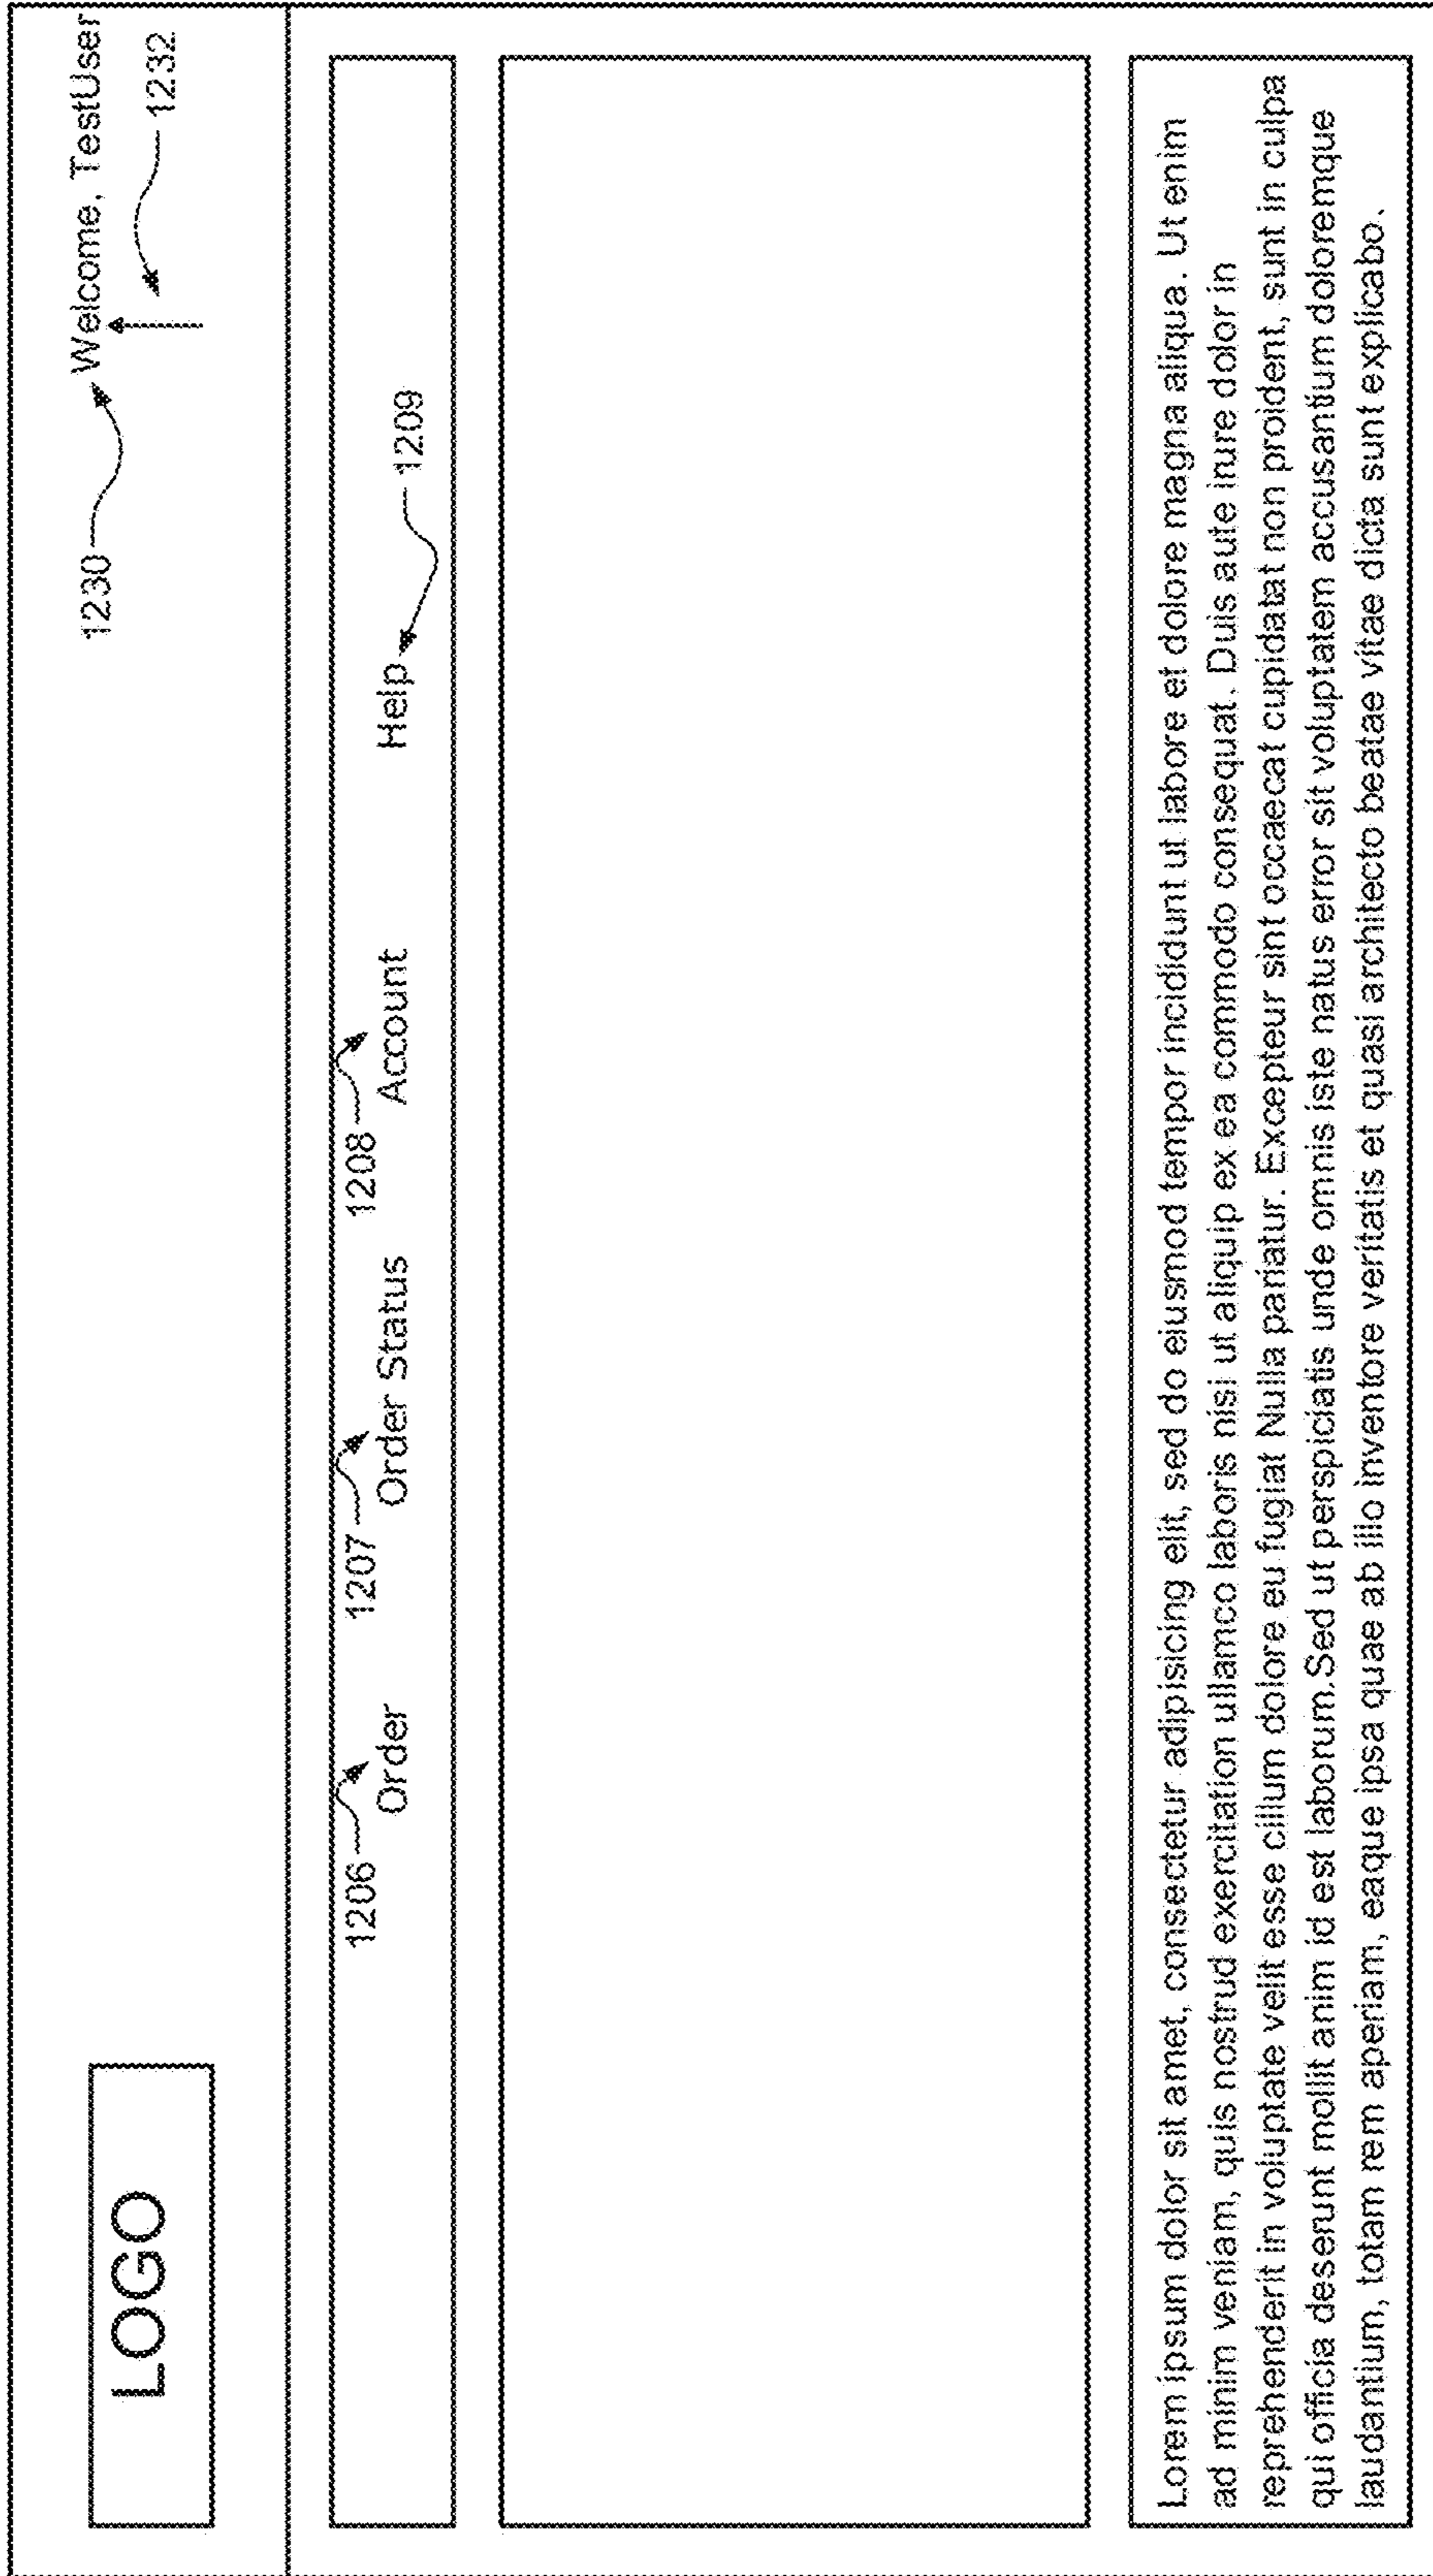 LOGO
1230
Welcome, TestUser
1232
1206
Order
1207
Order Status
1208
Account
Help
1209
Lorem ipsum dolor sit amet, consectetur adipisicing elit, sed do eiusmod tempor incididunt ut labore et dolore magna aliqua. Ut enim
ad minim veniam, quis nostrud exercitation ullamco laboris nisi ut aliquip ex ea commodo consequat. Duis aute irure dolor in
reprehenderit in voluptate velit esse cillum dolore eu fugiat Nulla pariatur. Excepteur sint occaecat cupidatat non proident, sunt in culpa
qui officia deserunt mollit anim id est laborum.Sed ut perspiciatis unde omnis iste natus error sit voluptatem accusantium doloremque
laudantium, totam rem aperiam, eaque ipsa quae ab illo inventore veritatis et quasi architecto beatae vitae dicta sunt explicabo.